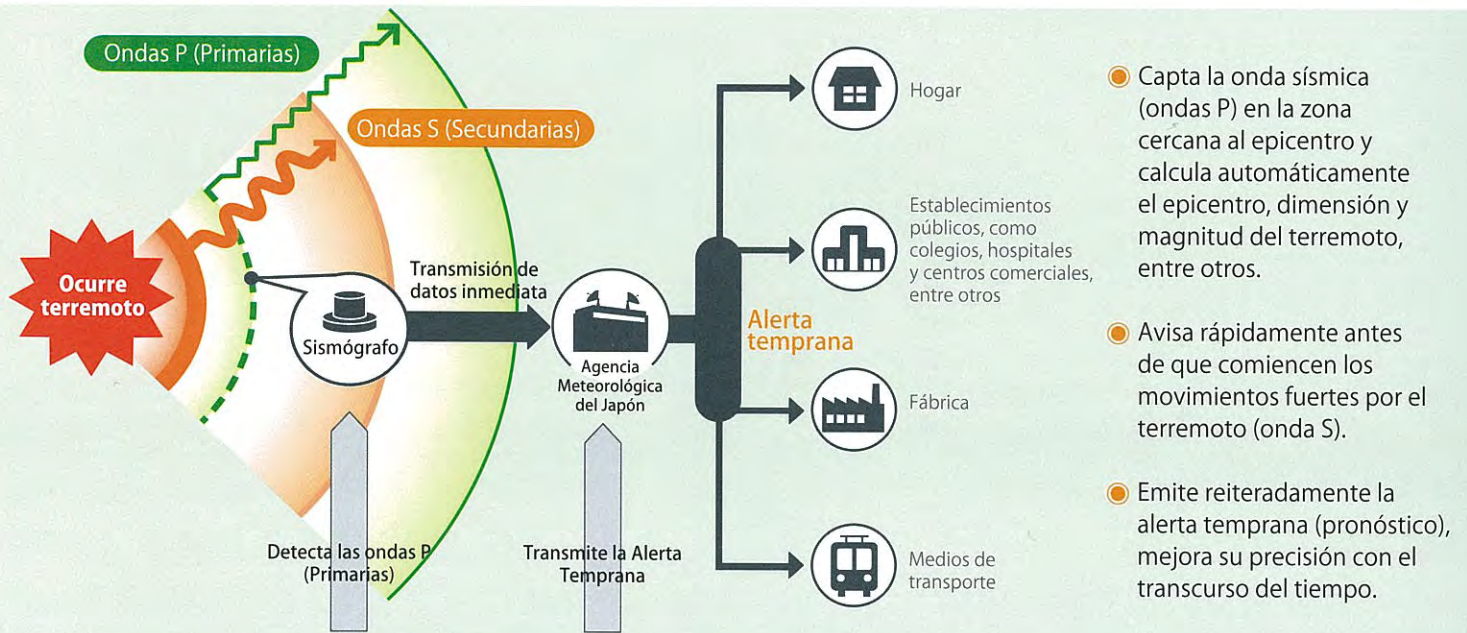 Ondas P (Primarias)
Ondas S (Secundarias)
Ocurre
terremoto
Sismógrafo
Transmisión de
datos inmediata
Agencia
Meteorológica
del Japón
Detecta las ondas P
(Primarias)
Transmite la Alerta
Temprana
Alerta
temprana
Hogar
Establecimientos
públicos, como
colegios, hospitales
y centros comerciales,
entre otros
Fábrica
Medios de
transporte
Capta la onda sísmica
(ondas P) en la zona
cercana al epicentro y
calcula automáticamente
el epicentro, dimensión y
magnitud del terremoto,
entre otros.
Avisa rápidamente antes
de que comiencen los
movimientos fuertes por el
terremoto (onda S).
Emite reiteradamente la
alerta temprana (pronóstico),
mejora su precisión con el
transcurso del tiempo.